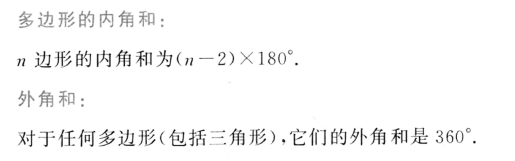 多边形的内角和：
n 边形的内角和为(n－2)×180°.
外角和：
对于任何多边形(包括三角形),它们的外角和是 360°.